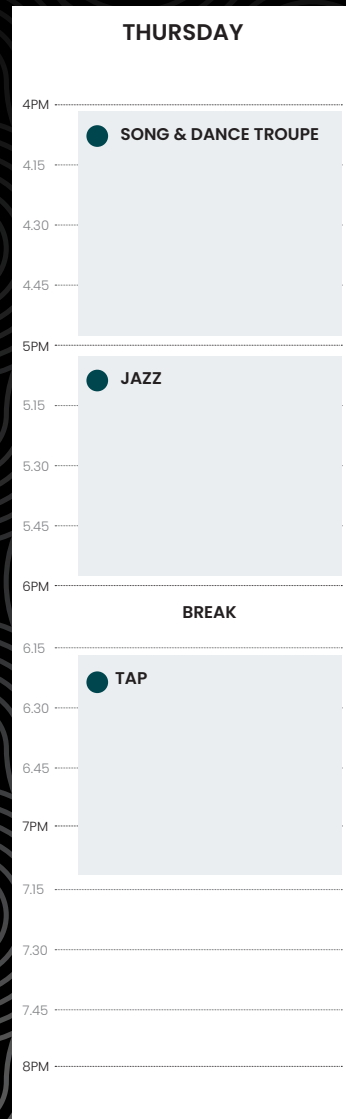 THURSDAY
4PM
SONG & DANCE TROUPE
4.15
4.30
4.45
5PM
JAZZ
5.15
5.30
5.45
6PM
BREAK
6.15
TAP
6.30
6.45
7PM
7.15
7.30
7.45
8PM